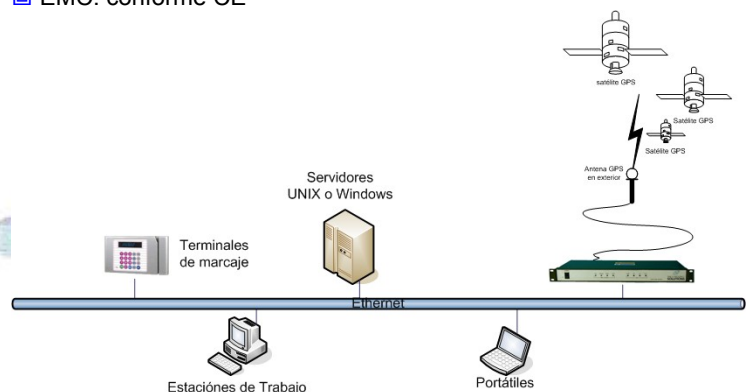 EMC: conforme CE
satélite GPS
Satélite GPS
Satélite GPS
Antena GPS
en exterior
Servidores
UNIX o Windows
Terminales
de marcaje
Ethernet
Estaciónes de Trabajo
Portátiles